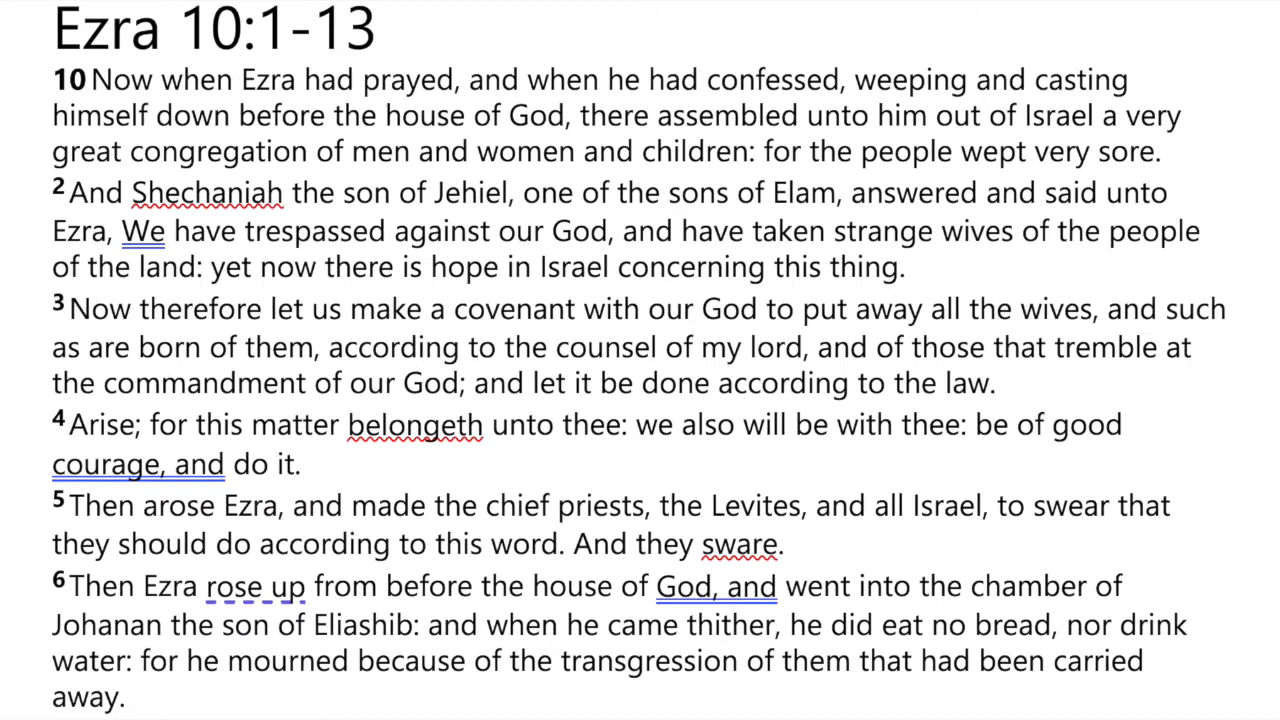 Ezra 10:1-13
10 Now when Ezra had prayed, and when he had confessed, weeping and casting
himself down before the house of God, there assembled unto him out of Israel a very
great congregation of men and women and children: for the people wept very sore.
2 And Shechaniah the son of Jehiel, one of the sons of Elam, answered and said unto
Ezra, We have trespassed against our God, and have taken strange wives of the people
of the land: yet now there is hope in Israel concerning this thing.
3 Now therefore let us make a covenant with our God to put away all the wives, and such
as are born of them, according to the counsel of my lord, and of those that tremble at
the commandment of our God; and let it be done according to the law.
4 Arise; for this matter belongeth unto thee: we also will be with thee: be of good
courage, and do it.
5 Then arose Ezra, and made the chief priests, the Levites, and all Israel, to swear that
they should do according to this word. And they sware.
6 Then Ezra rose up from before the house of God, and went into the chamber of
Johanan the son of Eliashib: and when he came thither, he did eat no bread, nor drink
water: for he mourned because of the transgression of them that had been carried
away.